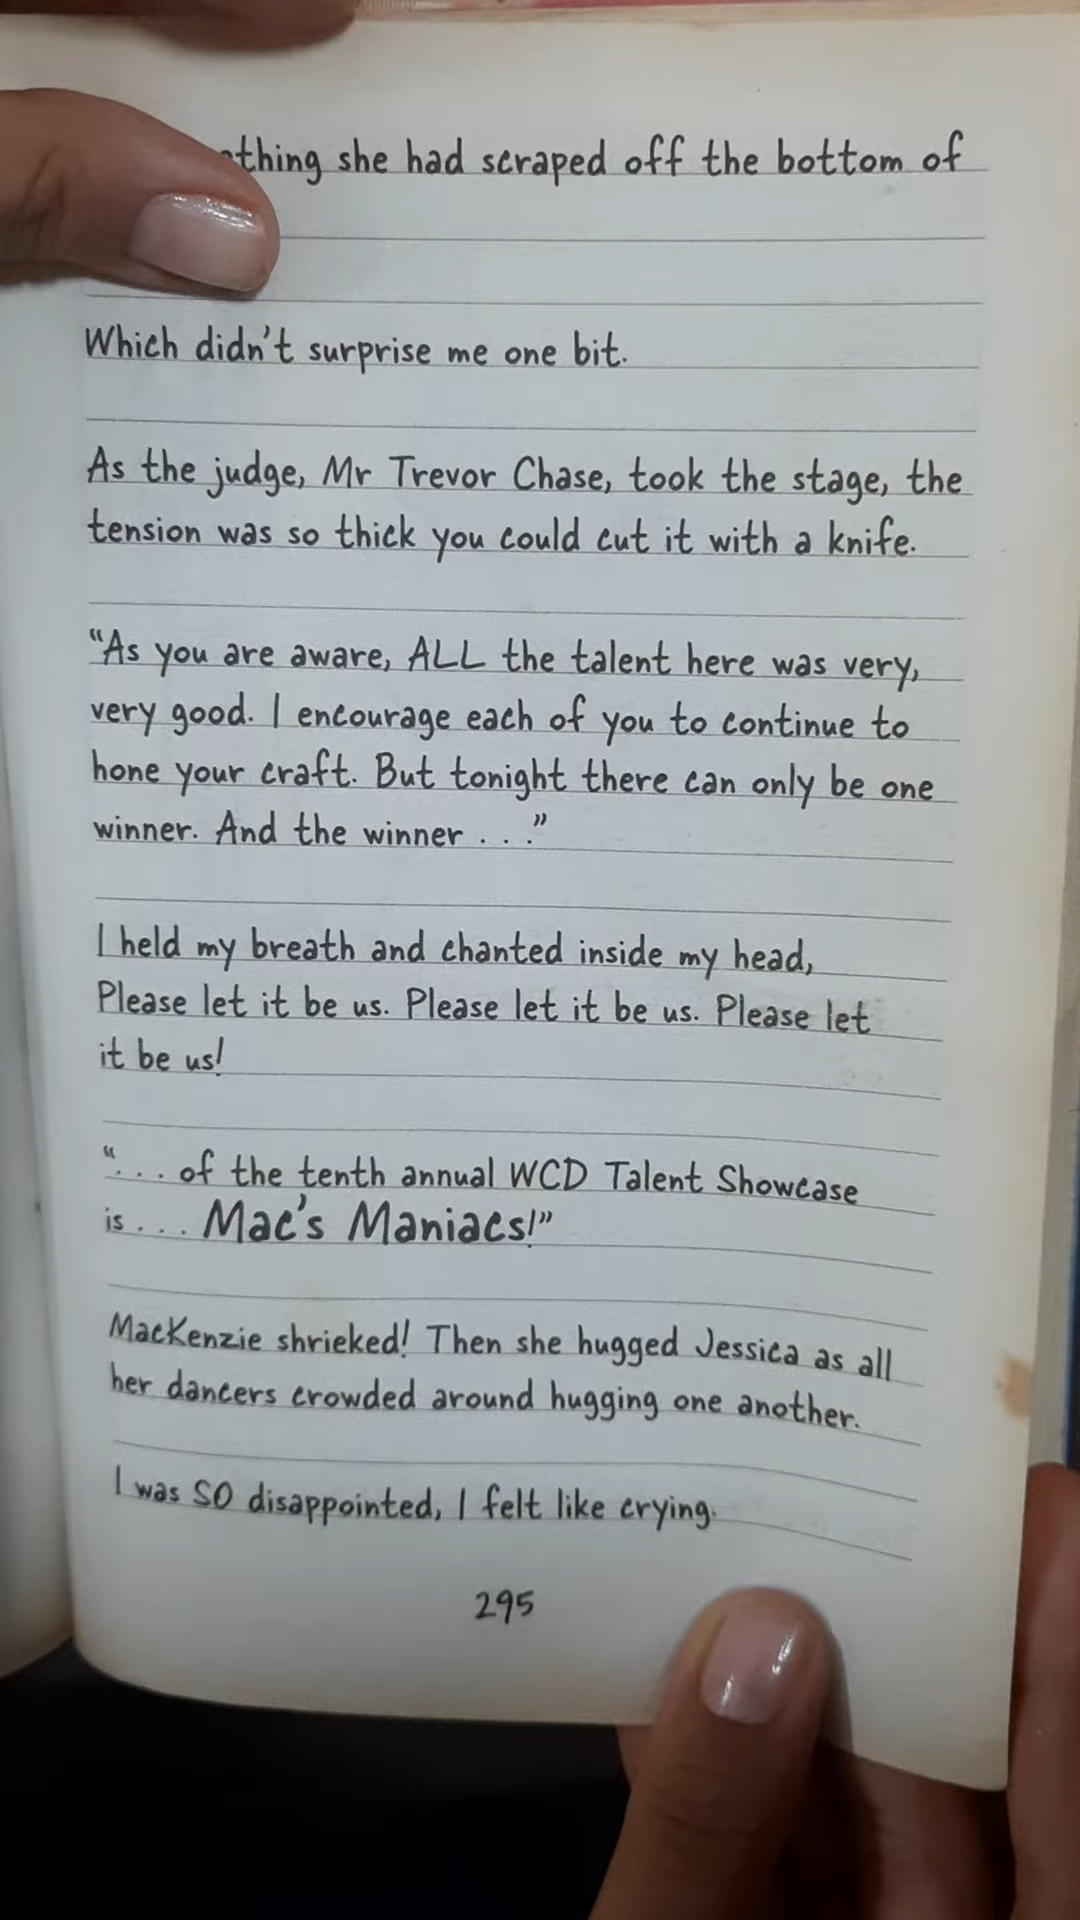 she had scraped off the bottom of
Which didn't surprise me one bit.
As the judge, Mr Trevor Chase, took the stage, the
tension was so thick you could cut it with a knife.
"As you are aware, ALL the talent here was very,
very good. I encourage each of you to continue to
hone your craft. But tonight there can only be one
winner. And the winner . . ."
I held my breath and chanted inside my head,
Please let it be us. Please let it be us. Please let
it be us!
". . . of the tenth annual WCD Talent Showcase
is . . . Mac's Maniacs!"
MacKenzie shrieked! Then she hugged Jessica as all
her dancers crowded around hugging one another.
I was SO disappointed, I felt like crying.
295